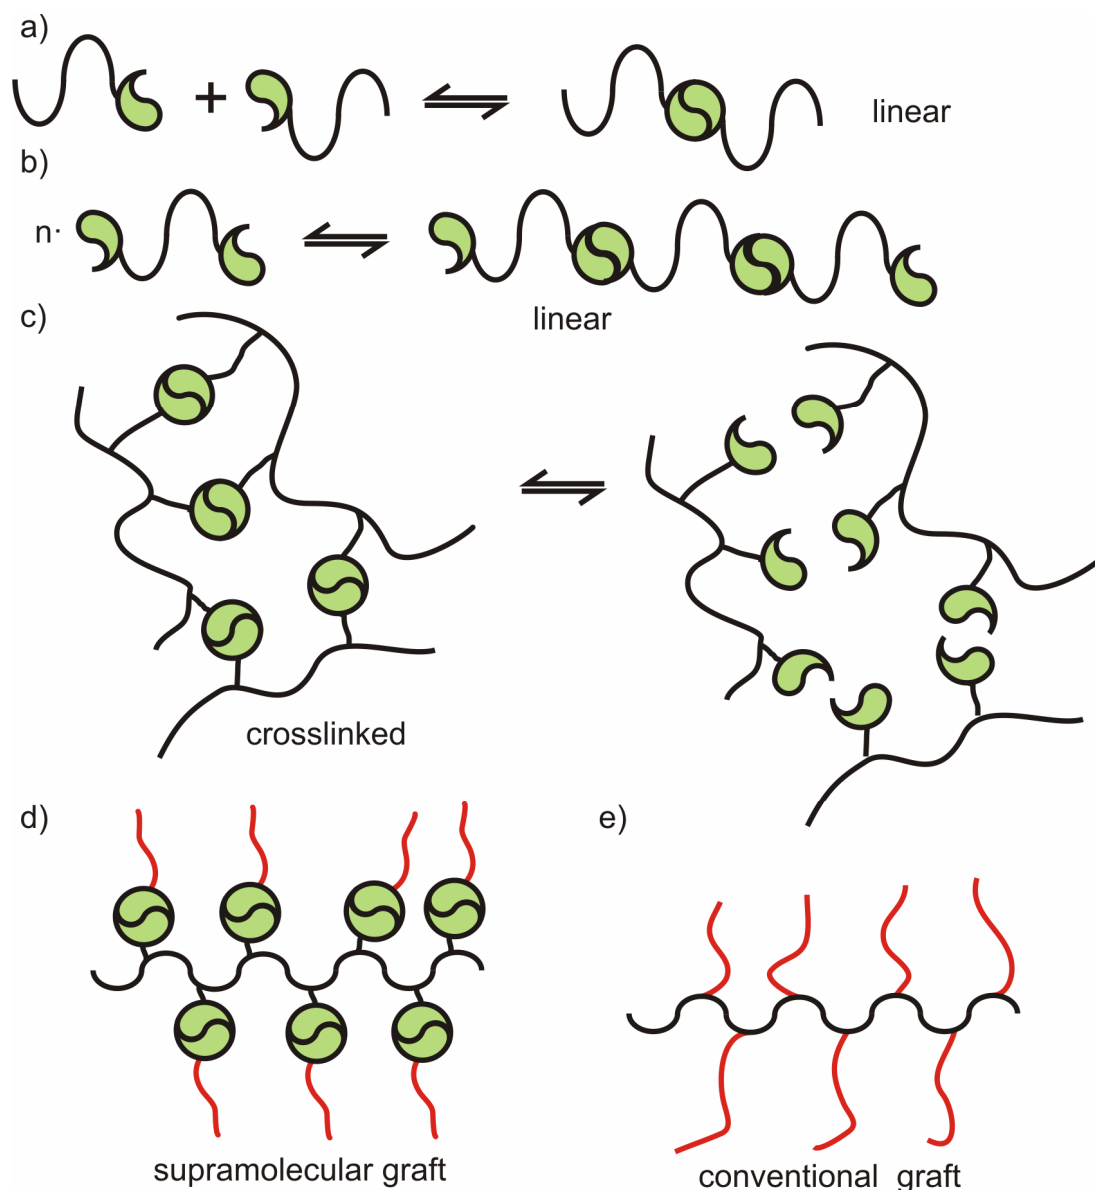 a)
+
linear
b)
n·
linear
c)
crosslinked
d)
e)
supramolecular graft
conventional graft